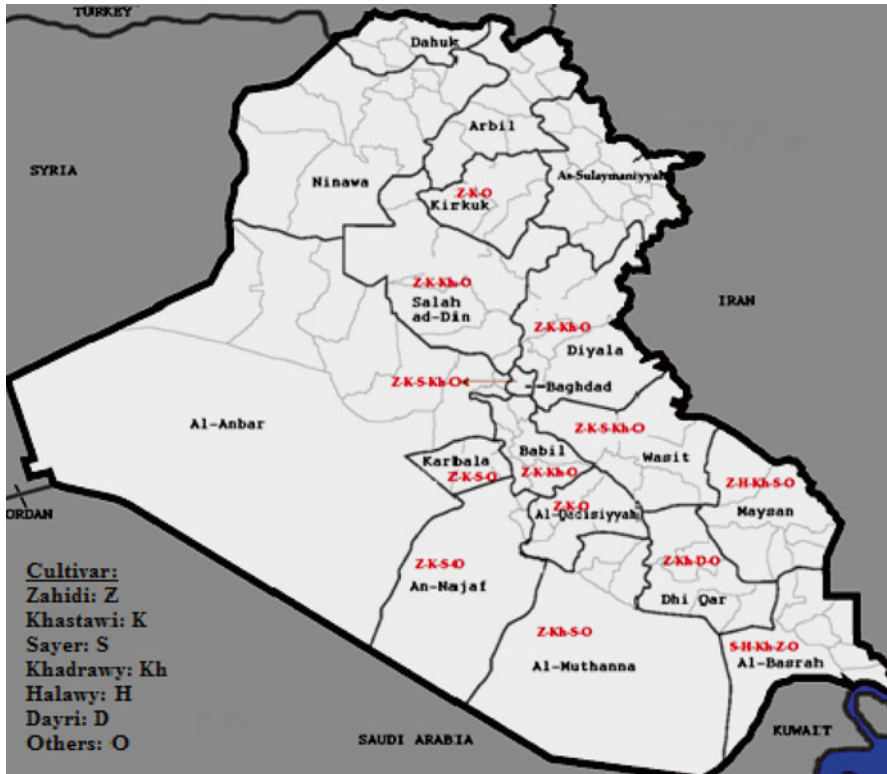 TURKEY
Dahuk
Arbil
SYRIA
As-Sulaymaniyyah
Ninawa
Z-K-O
Kirkuk
Z-K-Kh-O
Salah
ad-Din
IRAN
Z-K-Kh-O
Diyala
Z-K-S-Kh-O
Baghdad
Al-Anbar
Z-K-S-Kh-O
Wasit
Babil
Z-K-Kh-O
Karbala
Z-K-S-O
Z-H-Kh-S-O
Maysan
ORDAN
Z-K-O
Al-Qadisiyyah
Z-K-S-O
An-Najaf
Z-Kh-D-O
Dhi Qar
Z-Kh-S-O
Al-Muthanna
S-H-Kh-Z-O
Al-Basrah
Cultivar:
Zahidi: Z
Khastawi: K
Sayer: S
Khadrawy: Kh
Halawy: H
Dayri: D
Others: O
SAUDI ARABIA
KUWAIT